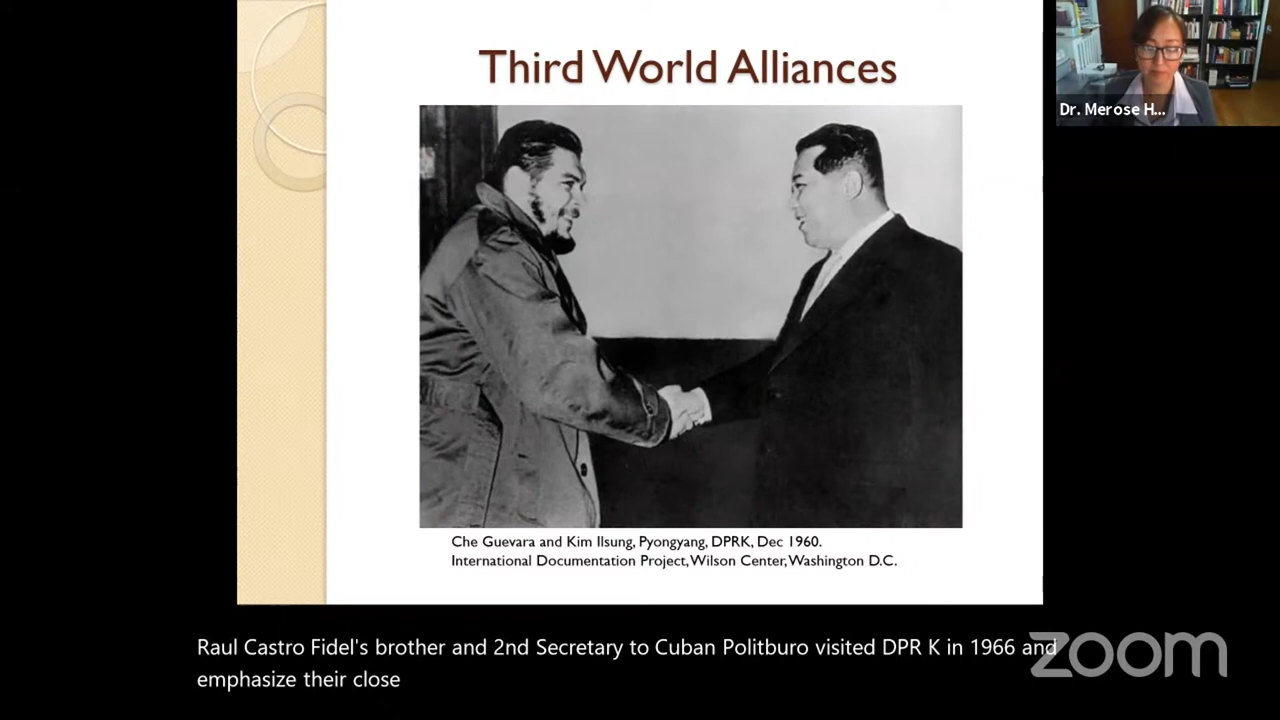 Third World Alliances
Dr. Merose H...
Che Guevara and Kim Ilsung, Pyongyang, DPRK, Dec 1960.
International Documentation Project, Wilson Center, Washington D.C.
Raul Castro Fidel's brother and 2nd Secretary to Cuban Politburo visited DPR K in 1966 and
emphasize their close
zoom